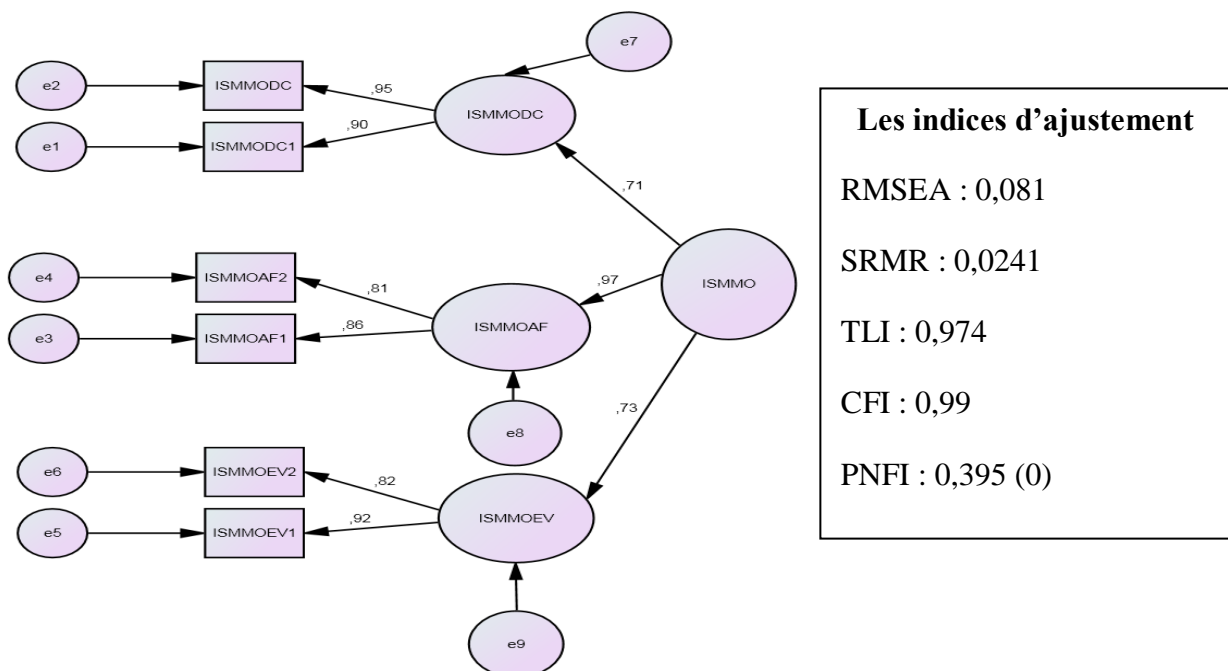 e7
e2
ISMMODC
,95
ISMMODC
e1
ISMMODC1
,90
,71
e4
ISMMOAF2
,81
,97
ISMMO
e3
ISMMOAF1
,86
ISMMOAF
e8
,73
e6
ISMMOEV2
,82
ISMMOEV
e5
ISMMOEV1
,92
e9
Les indices d’ajustement
RMSEA : 0,081
SRMR : 0,0241
TLI : 0,974
CFI : 0,99
PNFI : 0,395 (0)